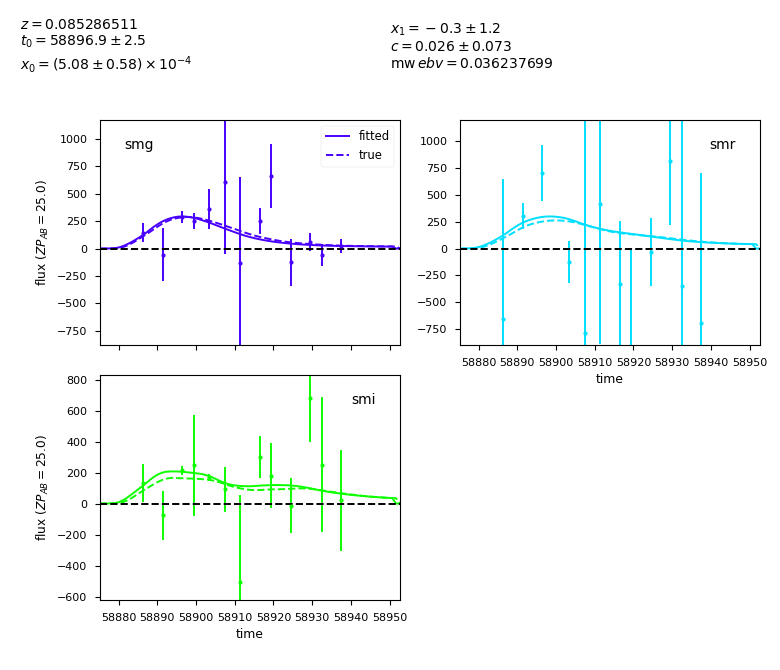 z = 0.085286511
t₀ = 58896.9 ± 2.5
x₀ = (5.08 ± 0.58) × 10⁻⁴
x₁ = −0.3 ± 1.2
c = 0.026 ± 0.073
mw ebv = 0.036237699
smg
fitted
true
1000
750
500
250
0
−250
−500
−750
flux (ZP_AB = 25.0)
smr
1000
750
500
250
0
−250
−500
−750
58880 58890 58900 58910 58920 58930 58940 58950
time
smi
800
600
400
200
0
−200
−400
−600
flux (ZP_AB = 25.0)
58880 58890 58900 58910 58920 58930 58940 58950
time